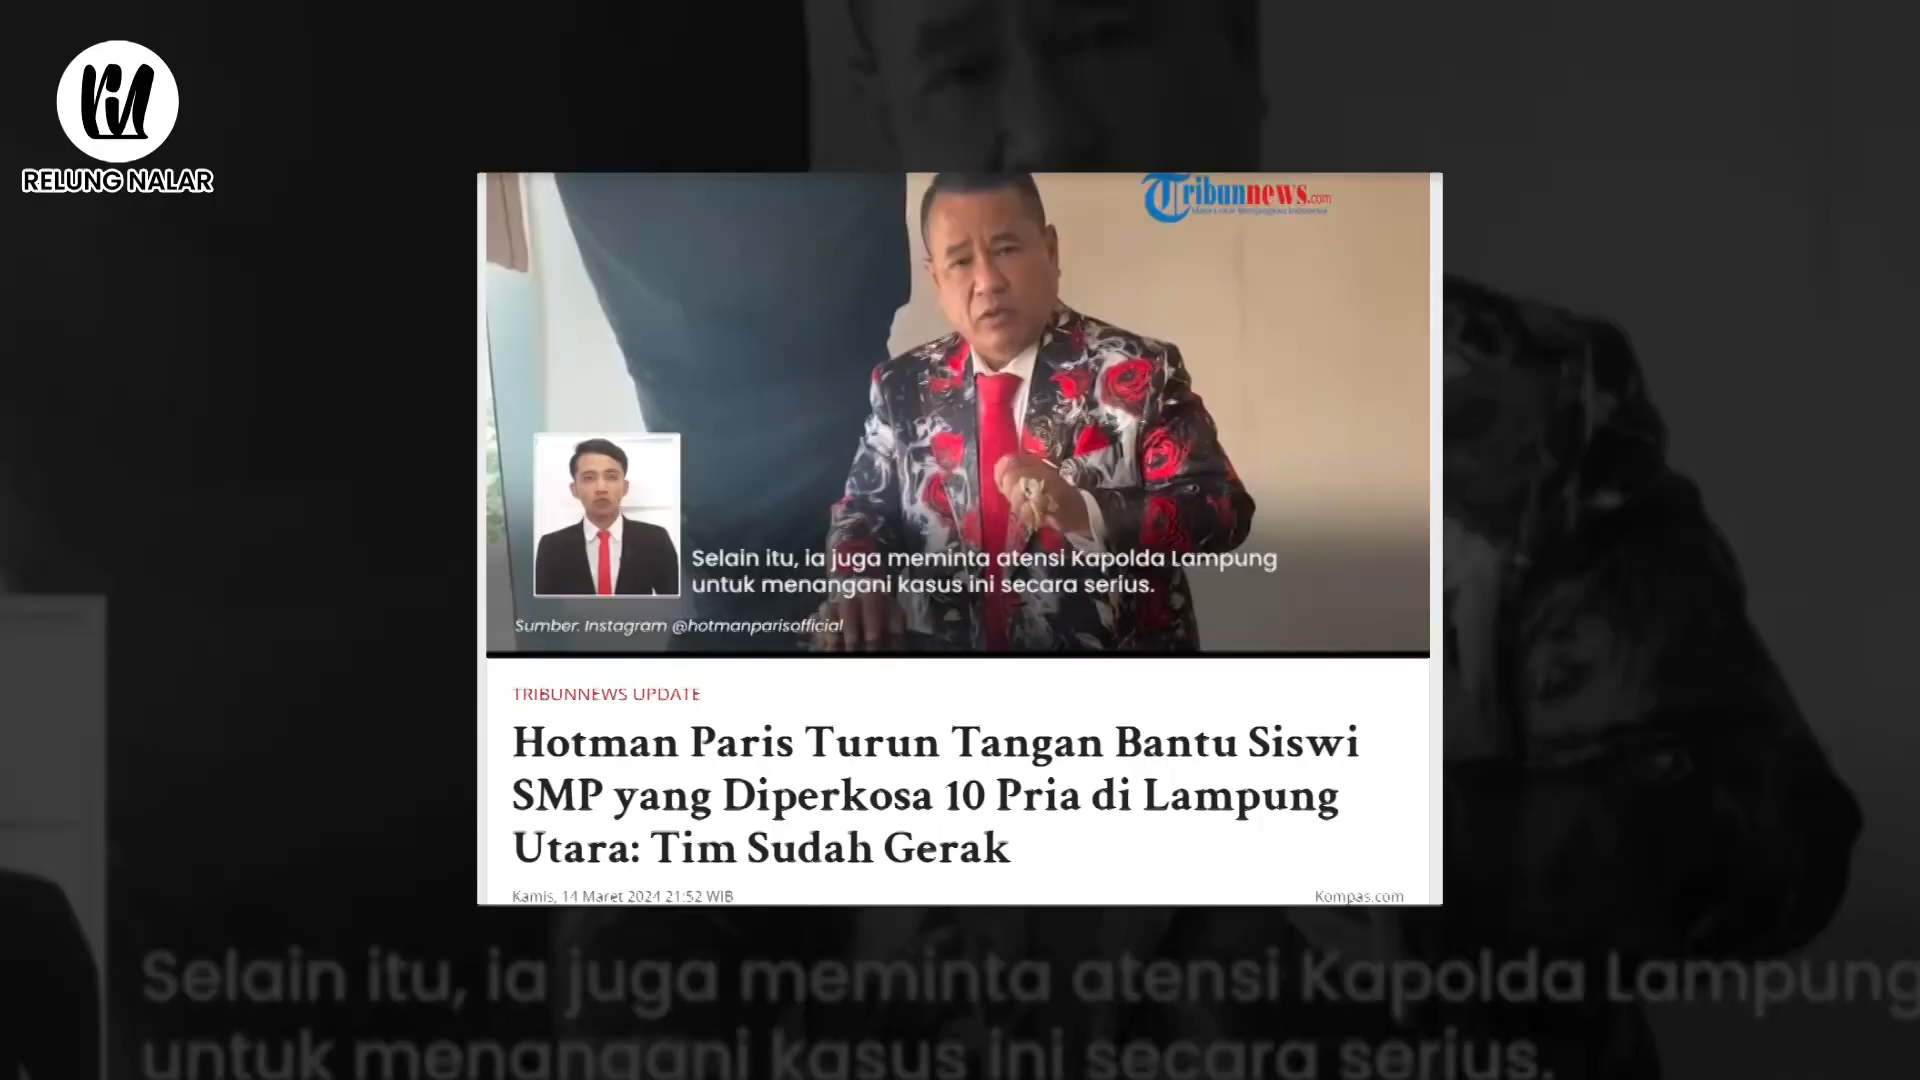 RELUNG NALAR
Tribunnews.com
Selain itu, ia juga meminta atensi Kapolda Lampung
untuk menangani kasus ini secara serius.
Sumber: Instagram @hotmanparisofficial
TRIBUNNEWS UPDATE
Hotman Paris Turun Tangan Bantu Siswi
SMP yang Diperkosa 10 Pria di Lampung
Utara: Tim Sudah Gerak
Kamis, 14 Maret 2024 21:52 WIB
Kompas.com
Selain itu, ia juga meminta atensi Kapolda Lampung
untuk menangani kasus ini secara serius.